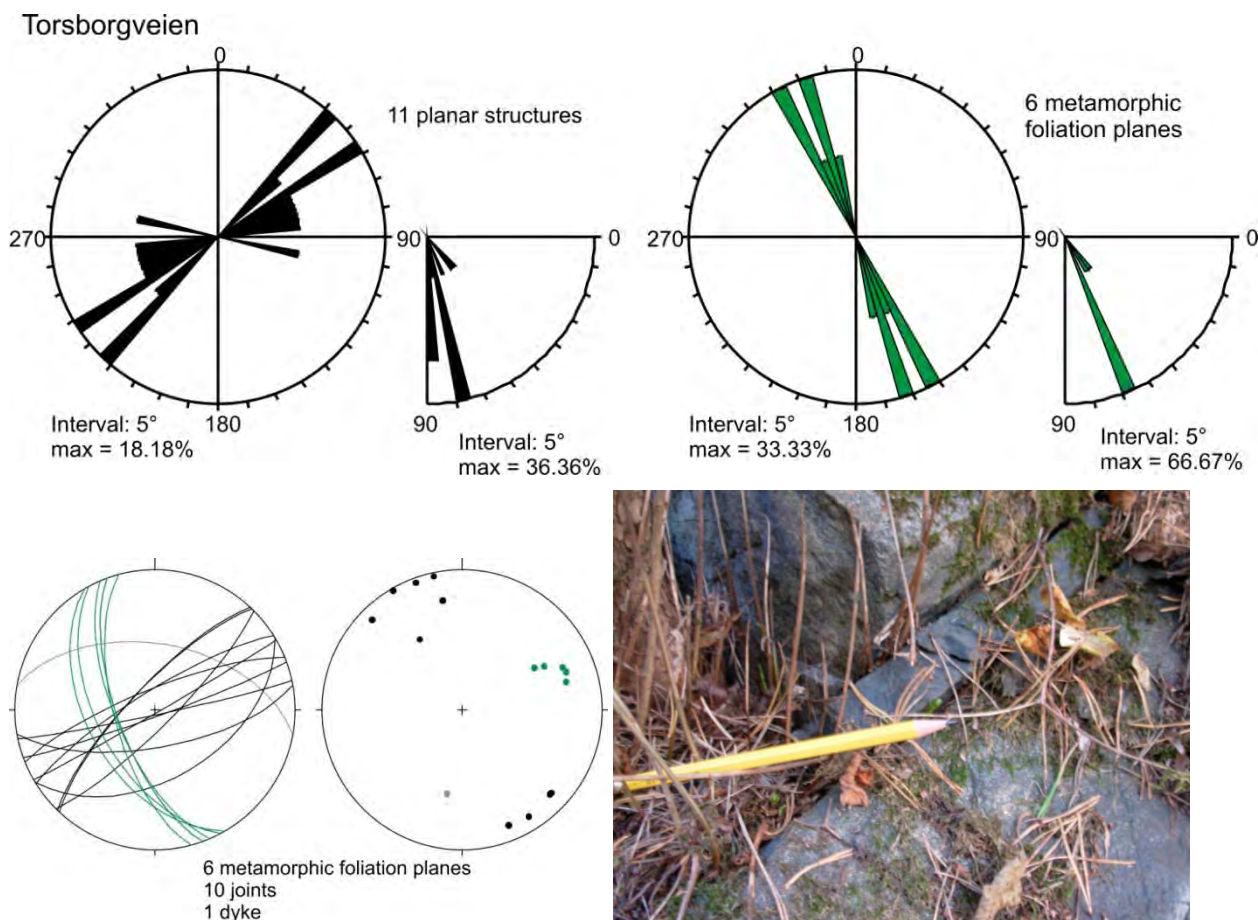 Torsborgveien
0
11 planar structures
270
90
0
180
90
Interval: 5°
max = 18.18%
Interval: 5°
max = 36.36%
0
6 metamorphic
foliation planes
270
90
0
180
90
Interval: 5°
max = 33.33%
Interval: 5°
max = 66.67%
6 metamorphic foliation planes
10 joints
1 dyke